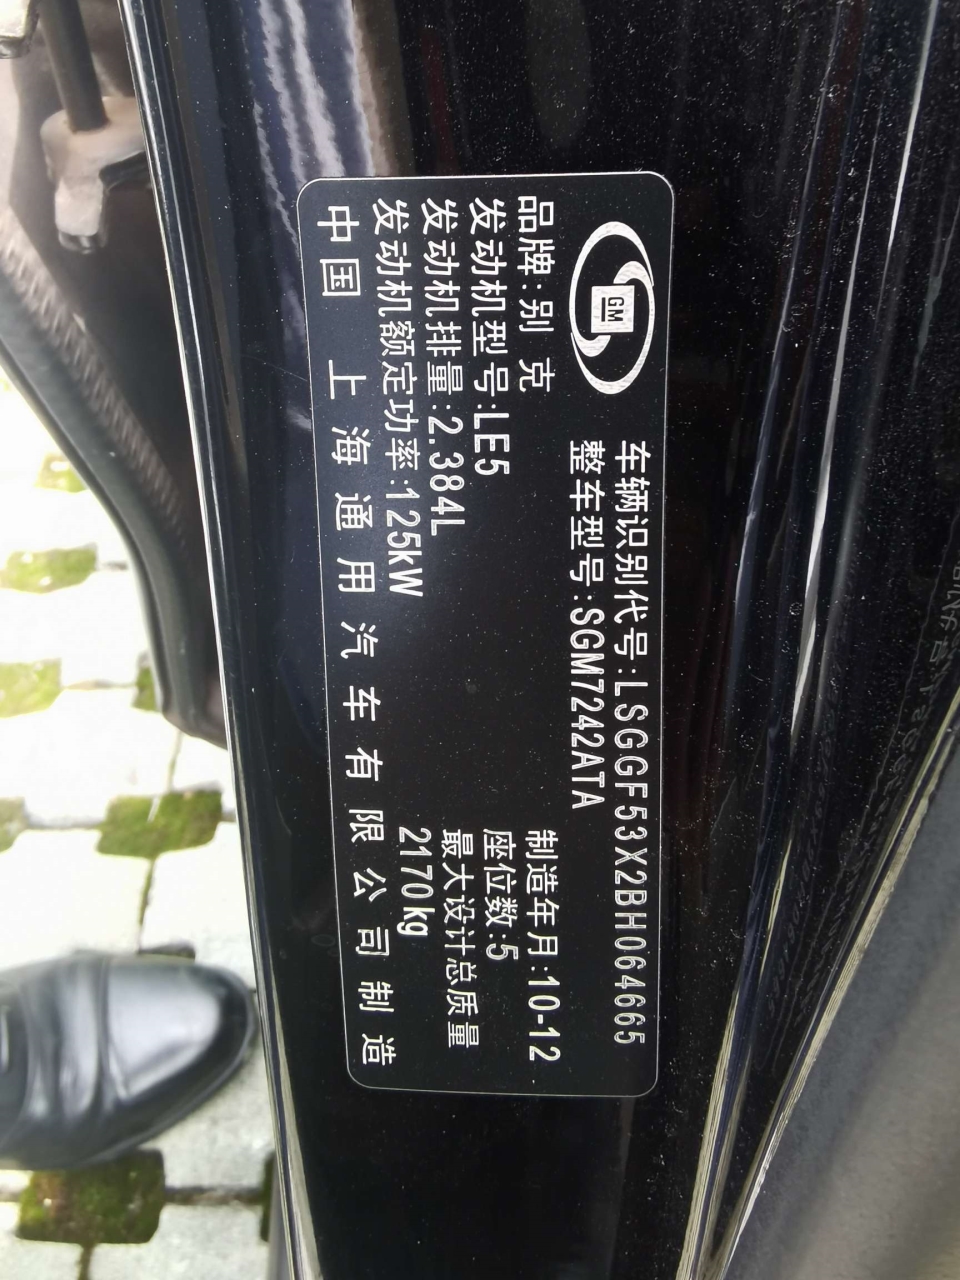 GM
车辆识别代号:LSGGF53X2BH064665
整车型号:SGM7242ATA
品牌:别克
制造年月:10-12
发动机型号:LE5
座位数:5
发动机排量:2.384L
最大设计总质量
发动机额定功率:125kW
2170kg
中国上海通用汽车有限公司制造